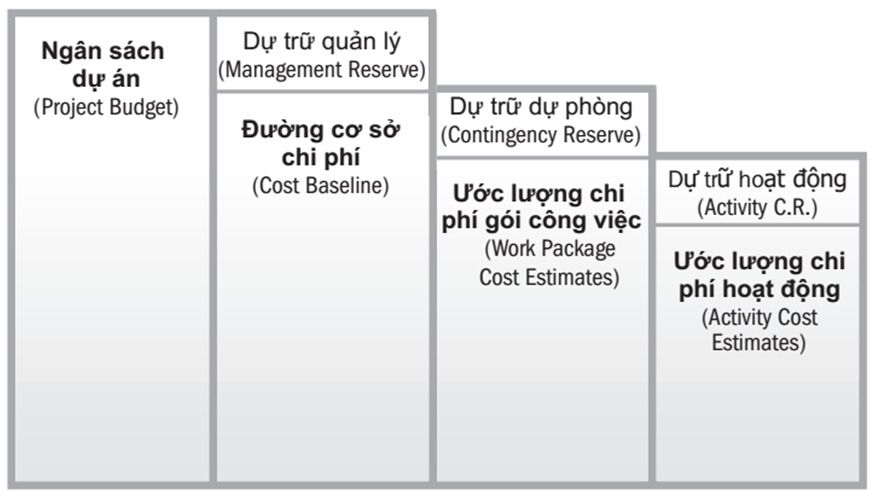 Ngân sách
dự án
(Project Budget)
Dự trữ quản lý
(Management Reserve)
Đường cơ sở
chi phí
(Cost Baseline)
Dự trữ dự phòng
(Contingency Reserve)
Ước lượng chi
phí gói công việc
(Work Package
Cost Estimates)
Dự trữ hoạt động
(Activity C.R.)
Ước lượng chi
phí hoạt động
(Activity Cost
Estimates)